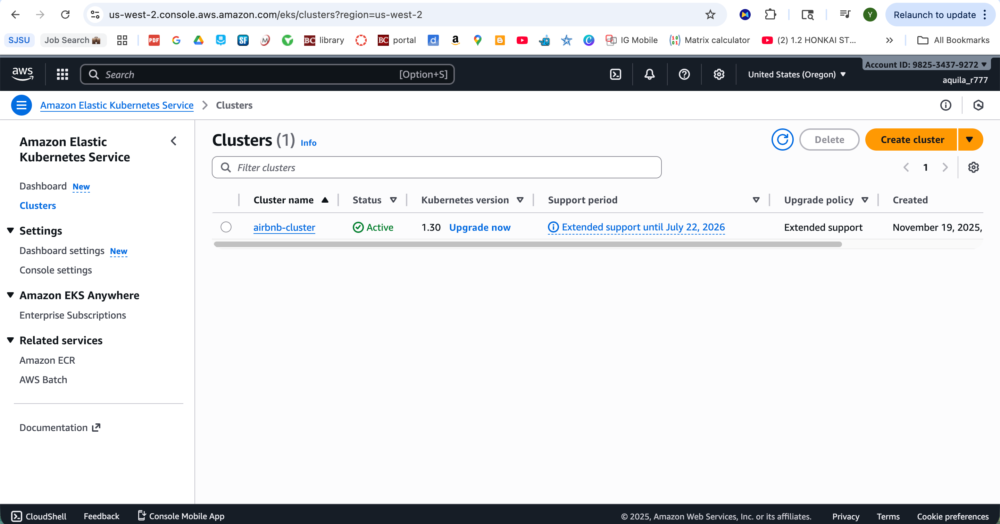 us-west-2.console.aws.amazon.com/eks/clusters?region=us-west-2
Y
Relaunch to update
SJSU
Job Search
PDF
SF
BC library
BC portal
d
a
IG Mobile
Matrix calculator
(2) 1.2 HONKAI ST...
All Bookmarks
aws
Search
[Option+S]
United States (Oregon)
Account ID: 9825-3437-9272
aquila_r777
Amazon Elastic Kubernetes Service
Clusters
Amazon Elastic
Kubernetes Service
Dashboard New
Clusters
Settings
Dashboard settings New
Console settings
Amazon EKS Anywhere
Enterprise Subscriptions
Related services
Amazon ECR
AWS Batch
Documentation
Clusters (1) Info
Delete
Create cluster
Filter clusters
1
Cluster name Status Kubernetes version Support period Upgrade policy Created
airbnb-cluster Active 1.30 Upgrade now Extended support until July 22, 2026 Extended support November 19, 2025,
CloudShell Feedback Console Mobile App © 2025, Amazon Web Services, Inc. or its affiliates. Privacy Terms Cookie preferences